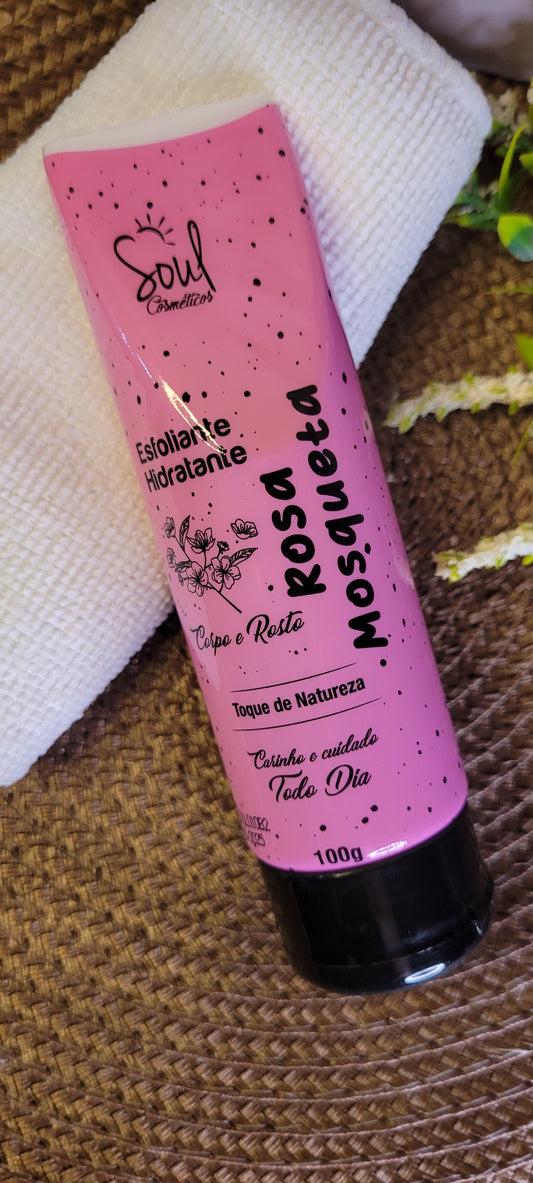 Soul
Cosméticos
Esfoliante
Hidratante
Rosa
Mosqueta
Corpo e Rosto
Toque de Natureza
Carinho e cuidado
Todo Dia
100g